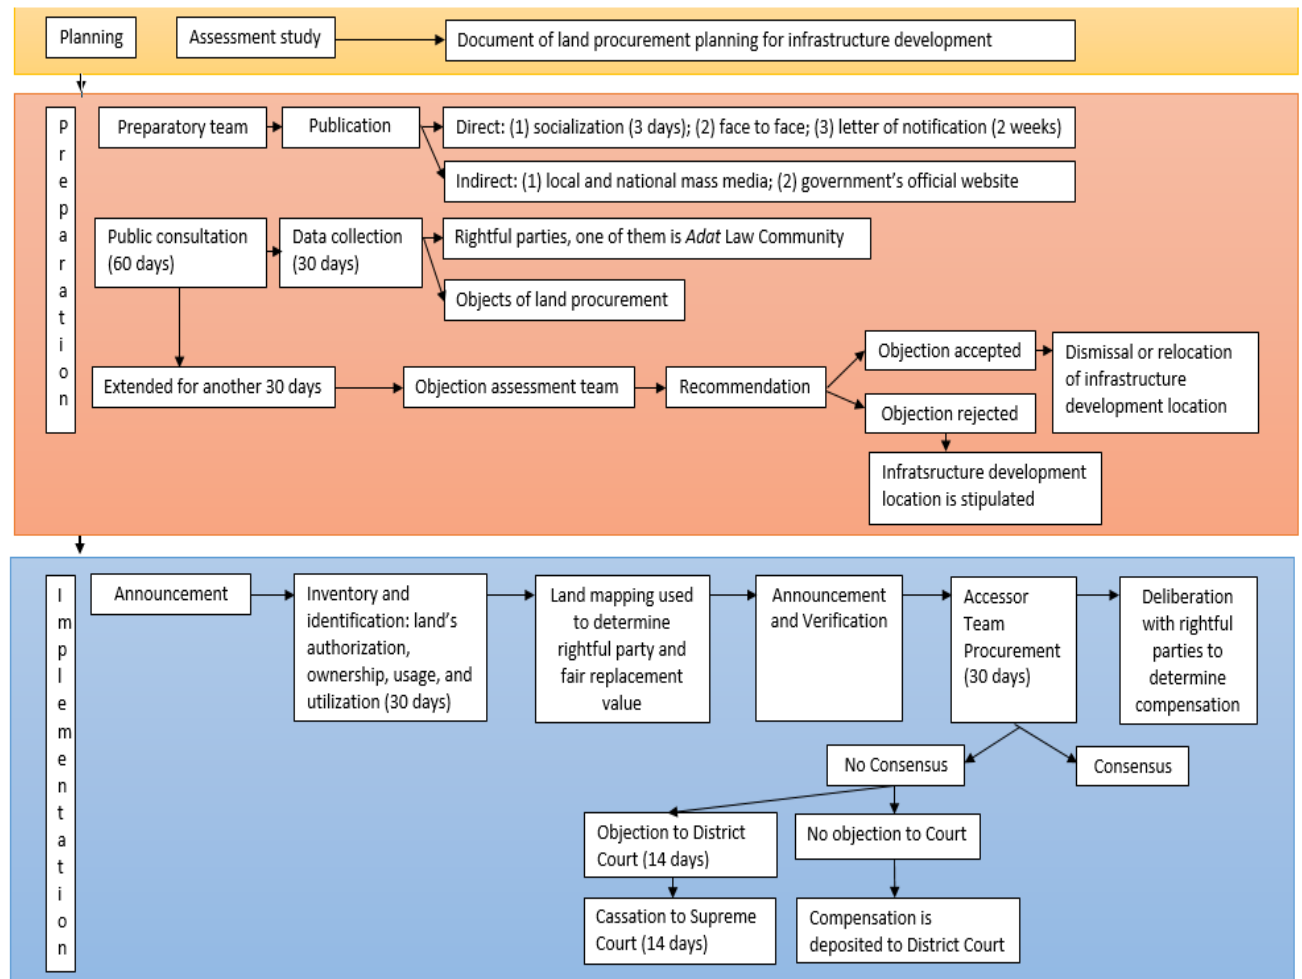 Planning
Assessment study
Document of land procurement planning for infrastructure development
Preparation
Preparatory team
Publication
Direct: (1) socialization (3 days); (2) face to face; (3) letter of notification (2 weeks)
Indirect: (1) local and national mass media; (2) government's official website
Public consultation
(60 days)
Data collection
(30 days)
Rightful parties, one of them is Adat Law Community
Objects of land procurement
Extended for another 30 days
Objection assessment team
Recommendation
Objection accepted
Dismissal or relocation
of infrastructure
development location
Objection rejected
Infratsructure development
location is stipulated
Implementation
Announcement
Inventory and
identification: land's
authorization,
ownership, usage, and
utilization (30 days)
Land mapping used
to determine
rightful party and
fair replacement
value
Announcement
and Verification
Accessor
Team
Procurement
(30 days)
Deliberation
with rightful
parties to
determine
compensation
No Consensus
Consensus
Objection to District
Court (14 days)
No objection to Court
Cassation to Supreme
Court (14 days)
Compensation is
deposited to District Court